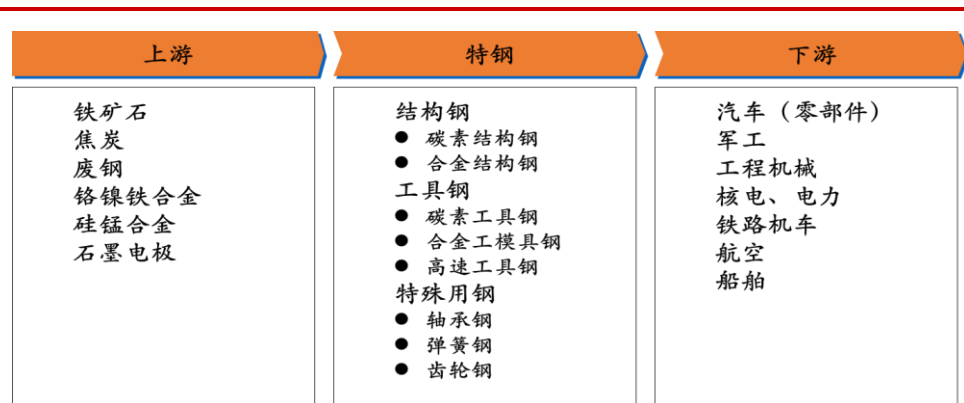 上游
铁矿石
焦炭
废钢
铬镍铁合金
硅锰合金
石墨电极
特钢
结构钢
● 碳素结构钢
● 合金结构钢
工具钢
● 碳素工具钢
● 合金工模具钢
● 高速工具钢
特殊用钢
● 轴承钢
● 弹簧钢
● 齿轮钢
下游
汽车（零部件）
军工
工程机械
核电、电力
铁路机车
航空
船舶